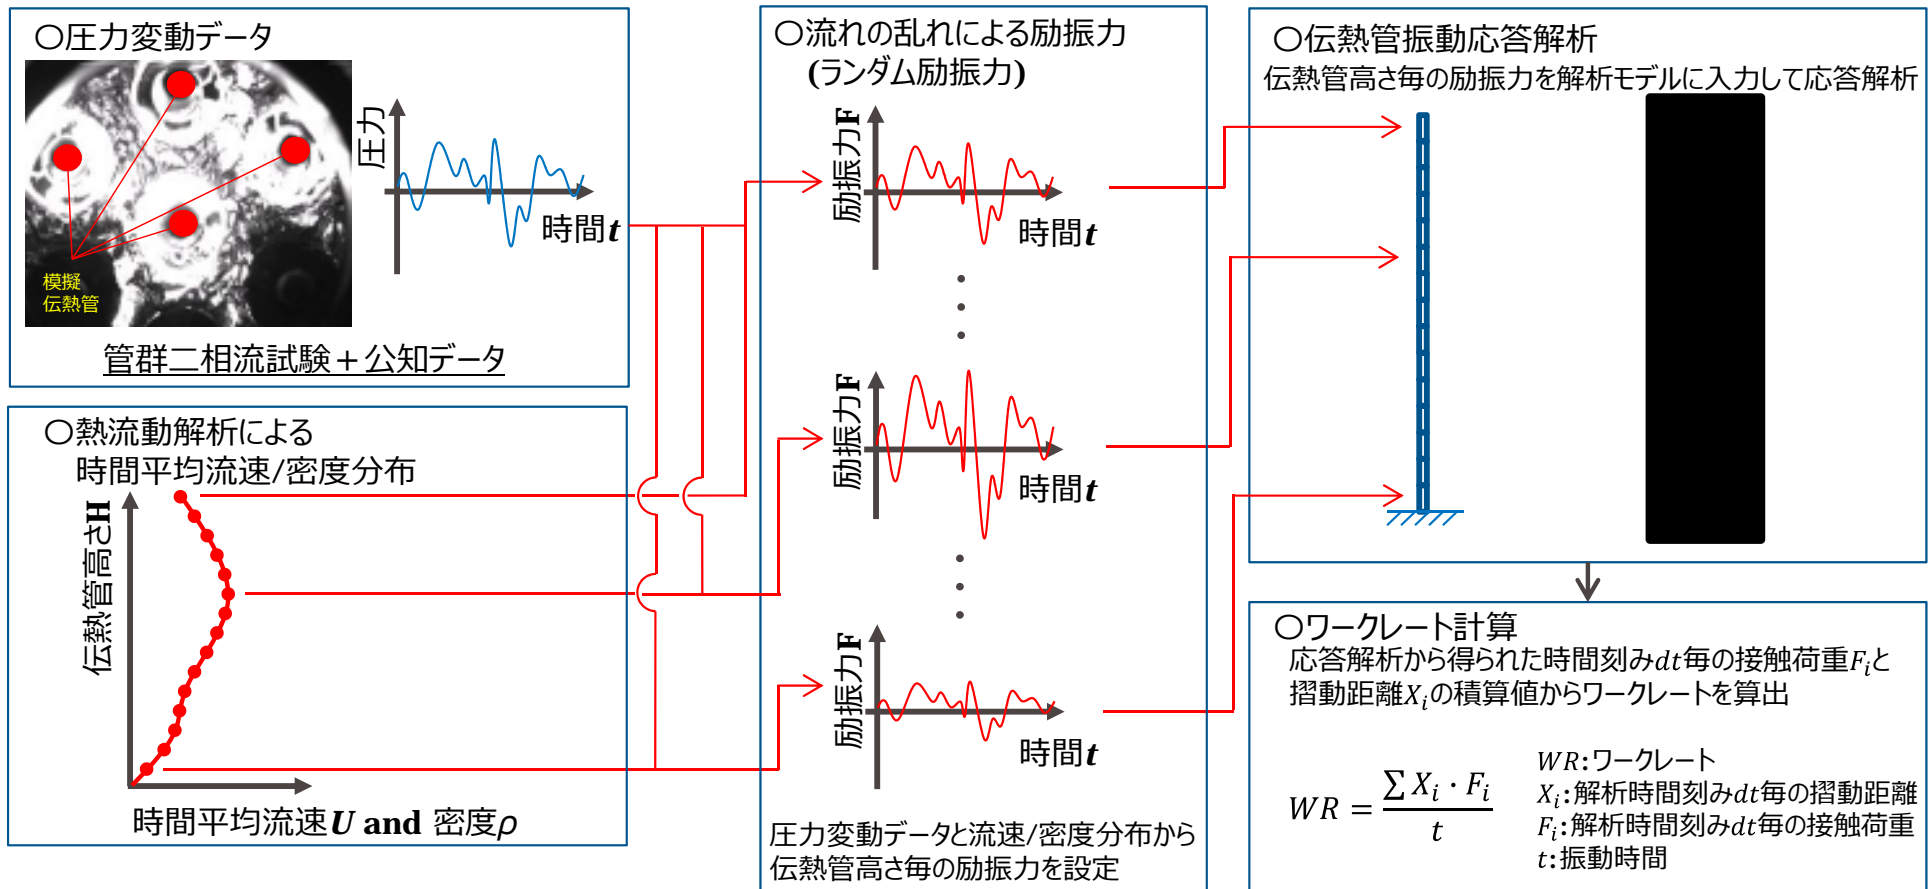 〇圧力変動データ
模擬
伝熱管
圧力
時間t
管群二相流試験＋公知データ
〇熱流動解析による
時間平均流速/密度分布
伝熱管高さH
時間平均流速U and 密度ρ
〇流れの乱れによる励振力
(ランダム励振力)
励振力F
時間t
励振力F
時間t
励振力F
時間t
圧力変動データと流速/密度分布から
伝熱管高さ毎の励振力を設定
〇伝熱管振動応答解析
伝熱管高さ毎の励振力を解析モデルに入力して応答解析
〇ワークレート計算
応答解析から得られた時間刻みdt毎の接触荷重F_iと
摺動距離X_iの積算値からワークレートを算出
WR = ∑ X_i · F_i / t
WR:ワークレート
X_i:解析時間刻みdt毎の摺動距離
F_i:解析時間刻みdt毎の接触荷重
t:振動時間